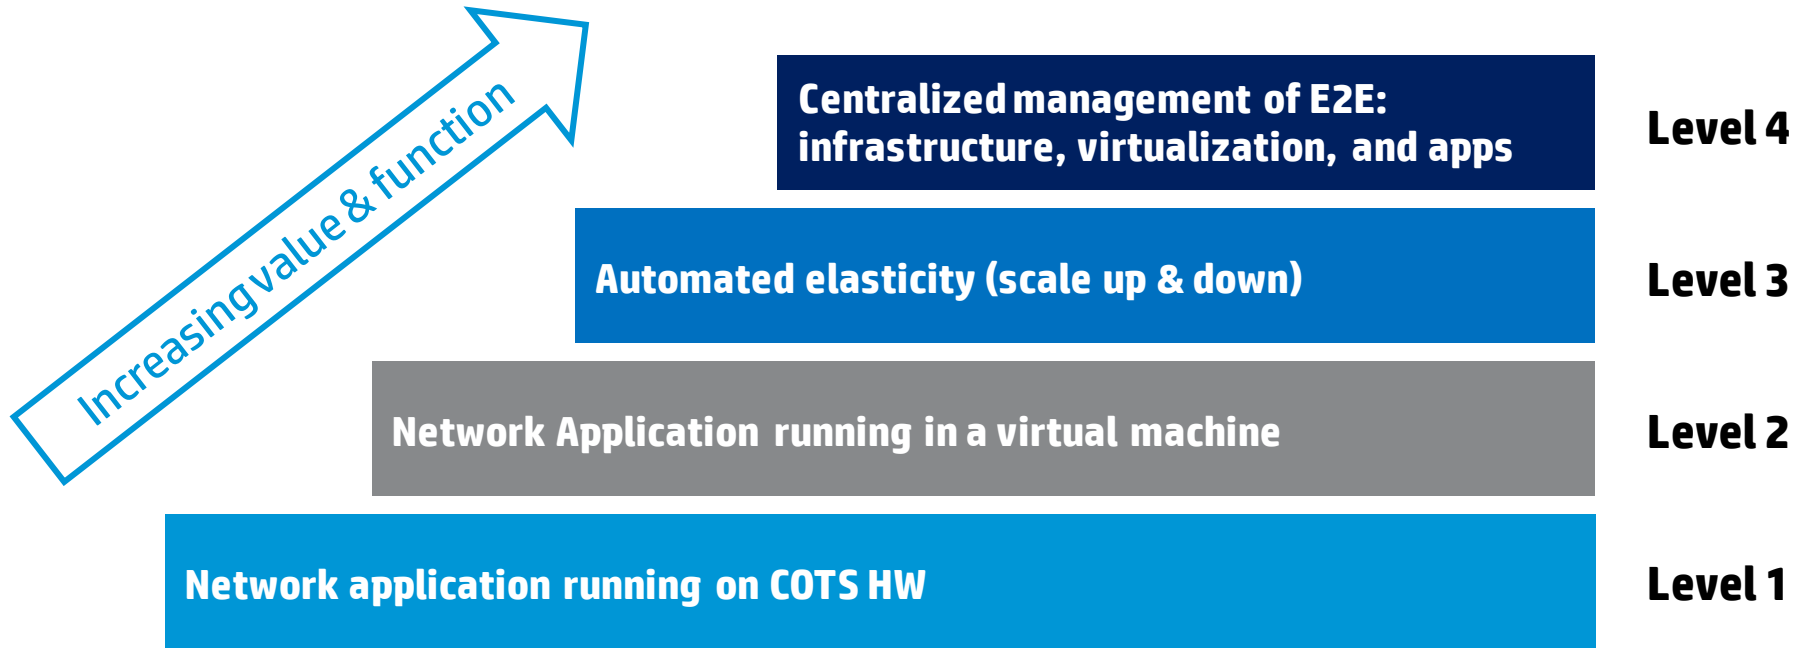 Increasing value & function
Centralized management of E2E:
infrastructure, virtualization, and apps
Level 4
Automated elasticity (scale up & down)
Level 3
Network Application running in a virtual machine
Level 2
Network application running on COTS HW
Level 1